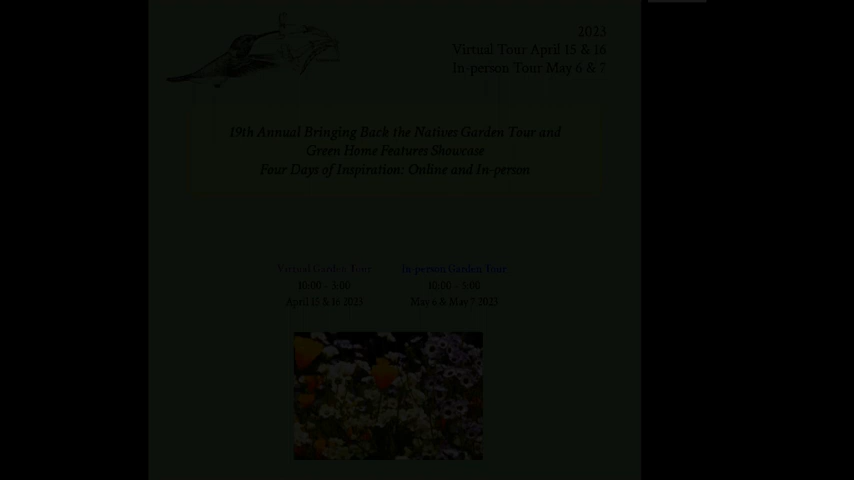 2023
Virtual Tour April 15 & 16
In-person Tour May 6 & 7
19th Annual Bringing Back the Natives Garden Tour and
Green Home Features Showcase
Four Days of Inspiration: Online and In-person
Virtual Garden Tour
10:00 - 3:00
April 15 & 16 2023
In-person Garden Tour
10:00 - 5:00
May 6 & May 7 2023